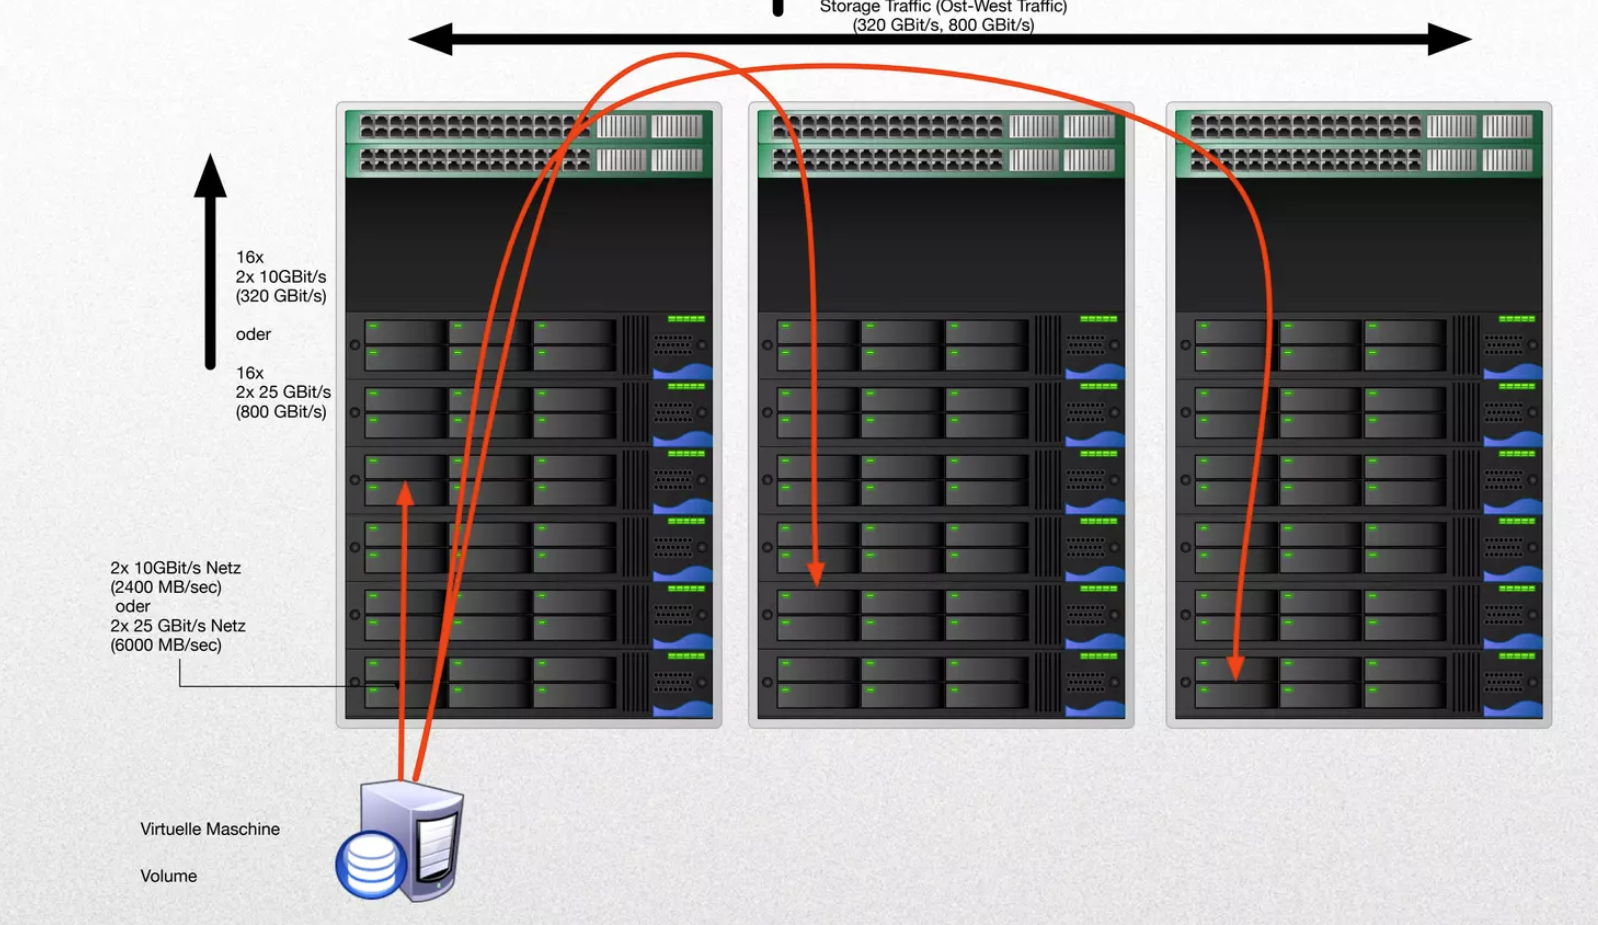 Storage Traffic (Ost-West Traffic)
(320 GBit/s, 800 GBit/s)
16x
2x 10GBit/s
(320 GBit/s)
oder
16x
2x 25 GBit/s
(800 GBit/s)
2x 10GBit/s Netz
(2400 MB/sec)
oder
2x 25 GBit/s Netz
(6000 MB/sec)
Virtuelle Maschine
Volume